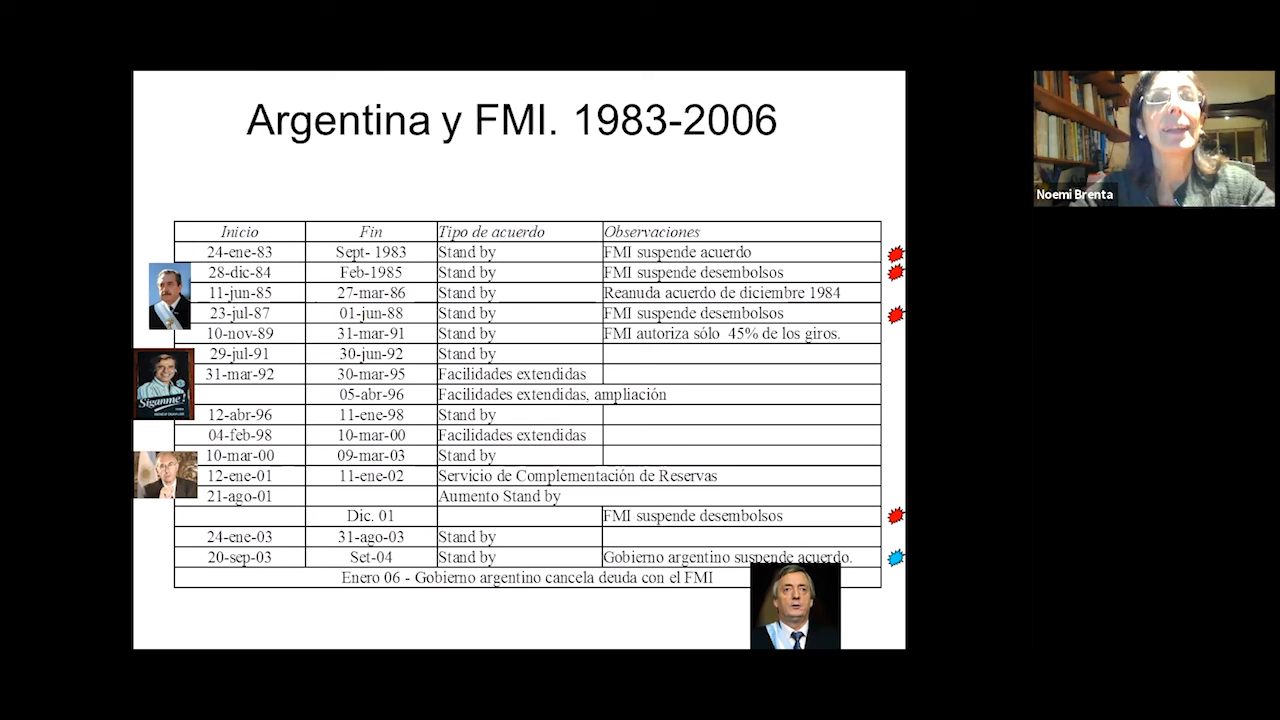 Argentina y FMI. 1983-2006
Noemi Brenta
Inicio Fin Tipo de acuerdo Observaciones
24-ene-83 Sept- 1983 Stand by FMI suspende acuerdo
28-dic-84 Feb-1985 Stand by FMI suspende desembolsos
11-jun-85 27-mar-86 Stand by Reanuda acuerdo de diciembre 1984
23-jul-87 01-jun-88 Stand by FMI suspende desembolsos
10-nov-89 31-mar-91 Stand by FMI autoriza sólo 45% de los giros.
29-jul-91 30-jun-92 Stand by
31-mar-92 30-mar-95 Facilidades extendidas
05-abr-96 Facilidades extendidas, ampliación
Síganme!
12-abr-96 11-ene-98 Stand by
04-feb-98 10-mar-00 Facilidades extendidas
10-mar-00 09-mar-03 Stand by
12-ene-01 11-ene-02 Servicio de Complementación de Reservas
21-ago-01 Aumento Stand by
Dic. 01 FMI suspende desembolsos
24-ene-03 31-ago-03 Stand by
20-sep-03 Set-04 Stand by Gobierno argentino suspende acuerdo.
Enero 06 - Gobierno argentino cancela deuda con el FMI